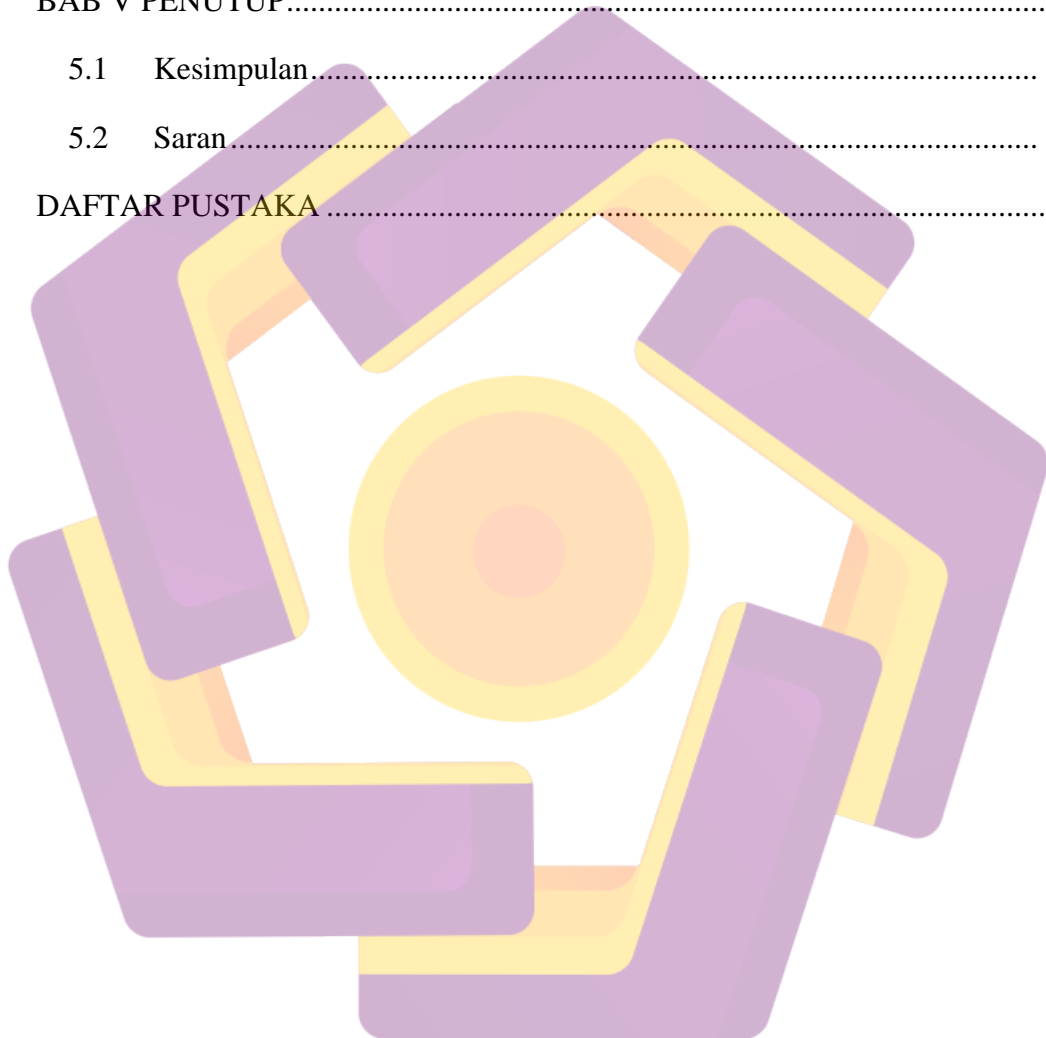 BAB V PENUTUP....................................................................................................
5.1 Kesimpulan..................................................................................................
5.2 Saran............................................................................................................
DAFTAR PUSTAKA ................................................................................................